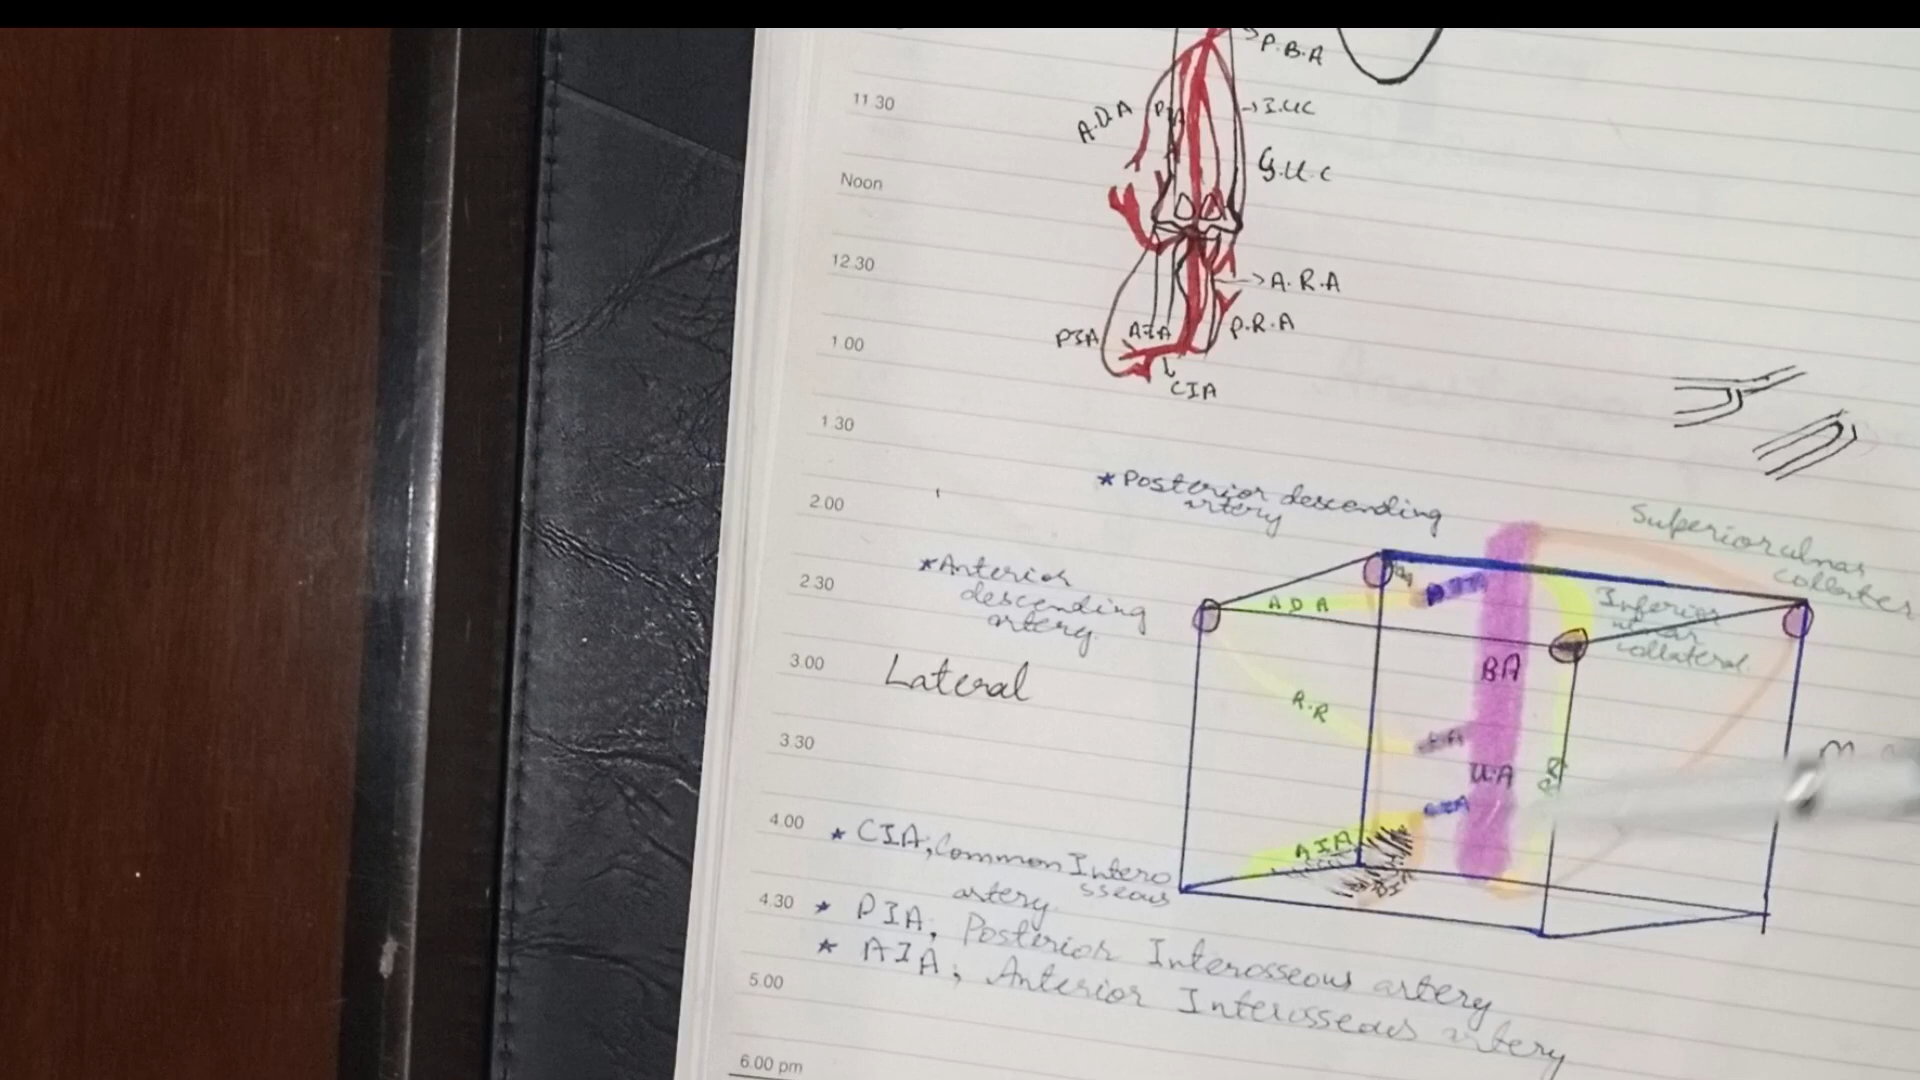 P.B.A
11 30
A.D.A
→I.UC
Noon
G.U.C
12.30
→A.R.A
PIA
AIA
P.R.A
1.00
CIA
1.30
★Posterior descending
artery
2.00
Superior ulnar
collater
★Anterior
descending
artery
2.30
A D A
Inferior
ulnar
collateral
3.00
Lateral
BA
R.R
3.30
U.A
4.00
★ CIA; Common Intero
sseous
artery
AIA
4.30
★ PIA; Posterior Interosseous artery
★ AIA; Anterior Interosseous artery
5.00
6.00 pm